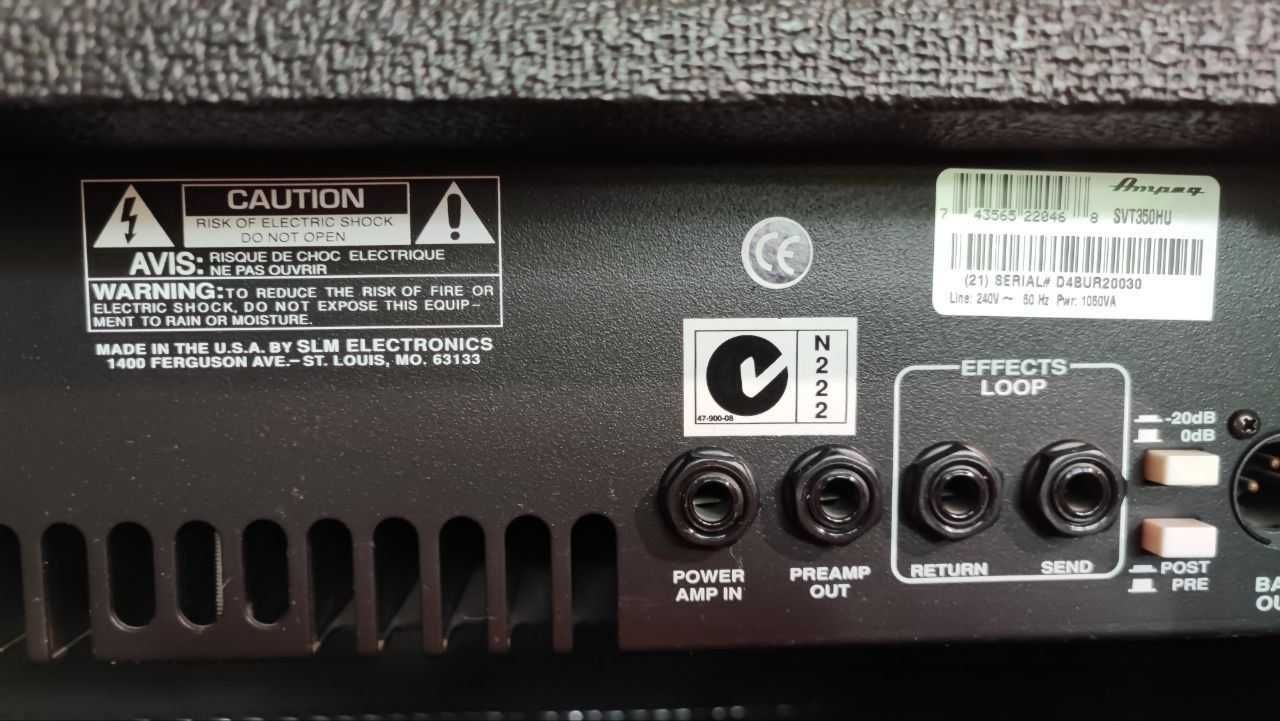 CAUTION
RISK OF ELECTRIC SHOCK
DO NOT OPEN
AVIS: RISQUE DE CHOC ELECTRIQUE
NE PAS OUVRIR
WARNING: TO REDUCE THE RISK OF FIRE OR
ELECTRIC SHOCK, DO NOT EXPOSE THIS EQUIP-
MENT TO RAIN OR MOISTURE.
MADE IN THE U.S.A. BY SLM ELECTRONICS
1400 FERGUSON AVE.- ST. LOUIS, MO. 63133
CE
Ampeg
7 43565 22046 8 SVT350HU
(21) SERIAL# D4BUR20030
Line: 240V ~ 50 Hz Pwr: 1050VA
N
2
2
2
47-900-08
EFFECTS
LOOP
-20dB
0dB
POWER
AMP IN
PREAMP
OUT
RETURN
SEND
POST
PRE